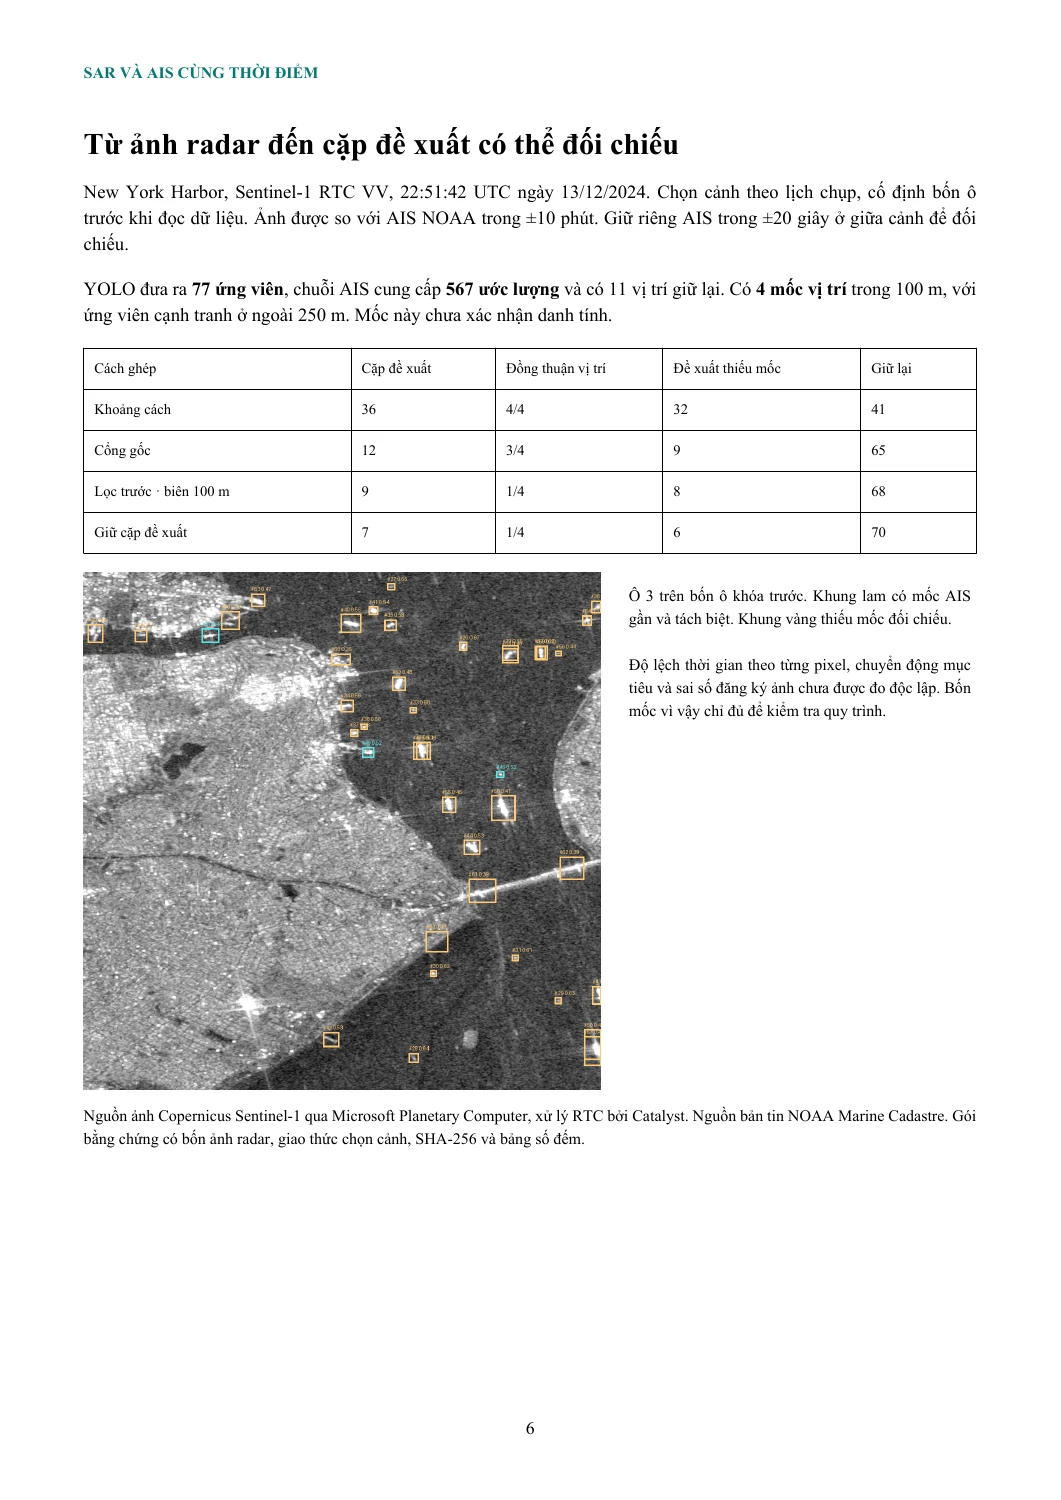 SAR VÀ AIS CÙNG THỜI ĐIỂM
Từ ảnh radar đến cặp đề xuất có thể đối chiếu
New York Harbor, Sentinel-1 RTC VV, 22:51:42 UTC ngày 13/12/2024. Chọn cảnh theo lịch chụp, cố định bốn ô
trước khi đọc dữ liệu. Ảnh được so với AIS NOAA trong ±10 phút. Giữ riêng AIS trong ±20 giây ở giữa cảnh để đối
chiếu.
YOLO đưa ra 77 ứng viên, chuỗi AIS cung cấp 567 ước lượng và có 11 vị trí giữ lại. Có 4 mốc vị trí trong 100 m, với
ứng viên cạnh tranh ở ngoài 250 m. Mốc này chưa xác nhận danh tính.
Cách ghép Cặp đề xuất Đồng thuận vị trí Đề xuất thiếu mốc Giữ lại
Khoảng cách 36 4/4 32 41
Cổng gốc 12 3/4 9 65
Lọc trước · biên 100 m 9 1/4 8 68
Giữ cặp đề xuất 7 1/4 6 70
Ô 3 trên bốn ô khóa trước. Khung lam có mốc AIS
gần và tách biệt. Khung vàng thiếu mốc đối chiếu.
Độ lệch thời gian theo từng pixel, chuyển động mục
tiêu và sai số đăng ký ảnh chưa được đo độc lập. Bốn
mốc vì vậy chỉ đủ để kiểm tra quy trình.
Nguồn ảnh Copernicus Sentinel-1 qua Microsoft Planetary Computer, xử lý RTC bởi Catalyst. Nguồn bản tin NOAA Marine Cadastre. Gói
bằng chứng có bốn ảnh radar, giao thức chọn cảnh, SHA-256 và bảng số đếm.
6